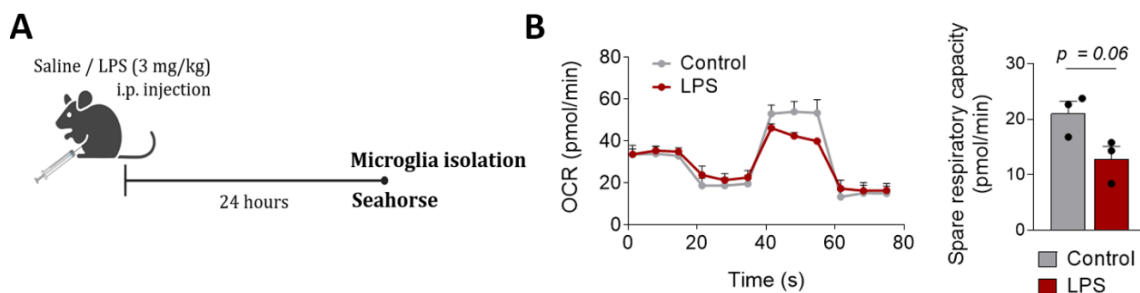 A
Saline / LPS (3 mg/kg)
i.p. injection
Microglia isolation
24 hours
Seahorse
B
Control
LPS
OCR (pmol/min)
80
60
40
20
0
0
20
40
60
80
Time (s)
p = 0.06
Spare respiratory capacity
(pmol/min)
30
20
10
0
Control
LPS